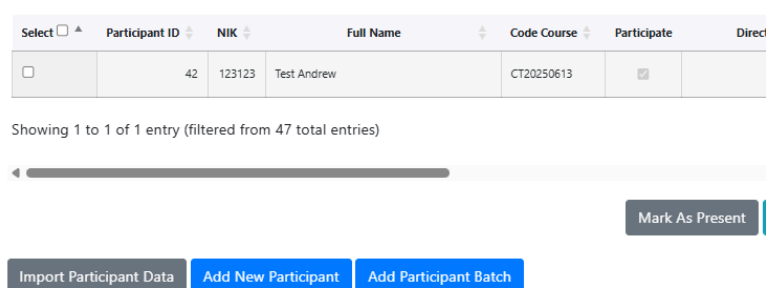 Select Participant ID NIK Full Name Code Course Participate Direct
42 123123 Test Andrew CT20250613
Showing 1 to 1 of 1 entry (filtered from 47 total entries)
Mark As Present
Import Participant Data Add New Participant Add Participant Batch